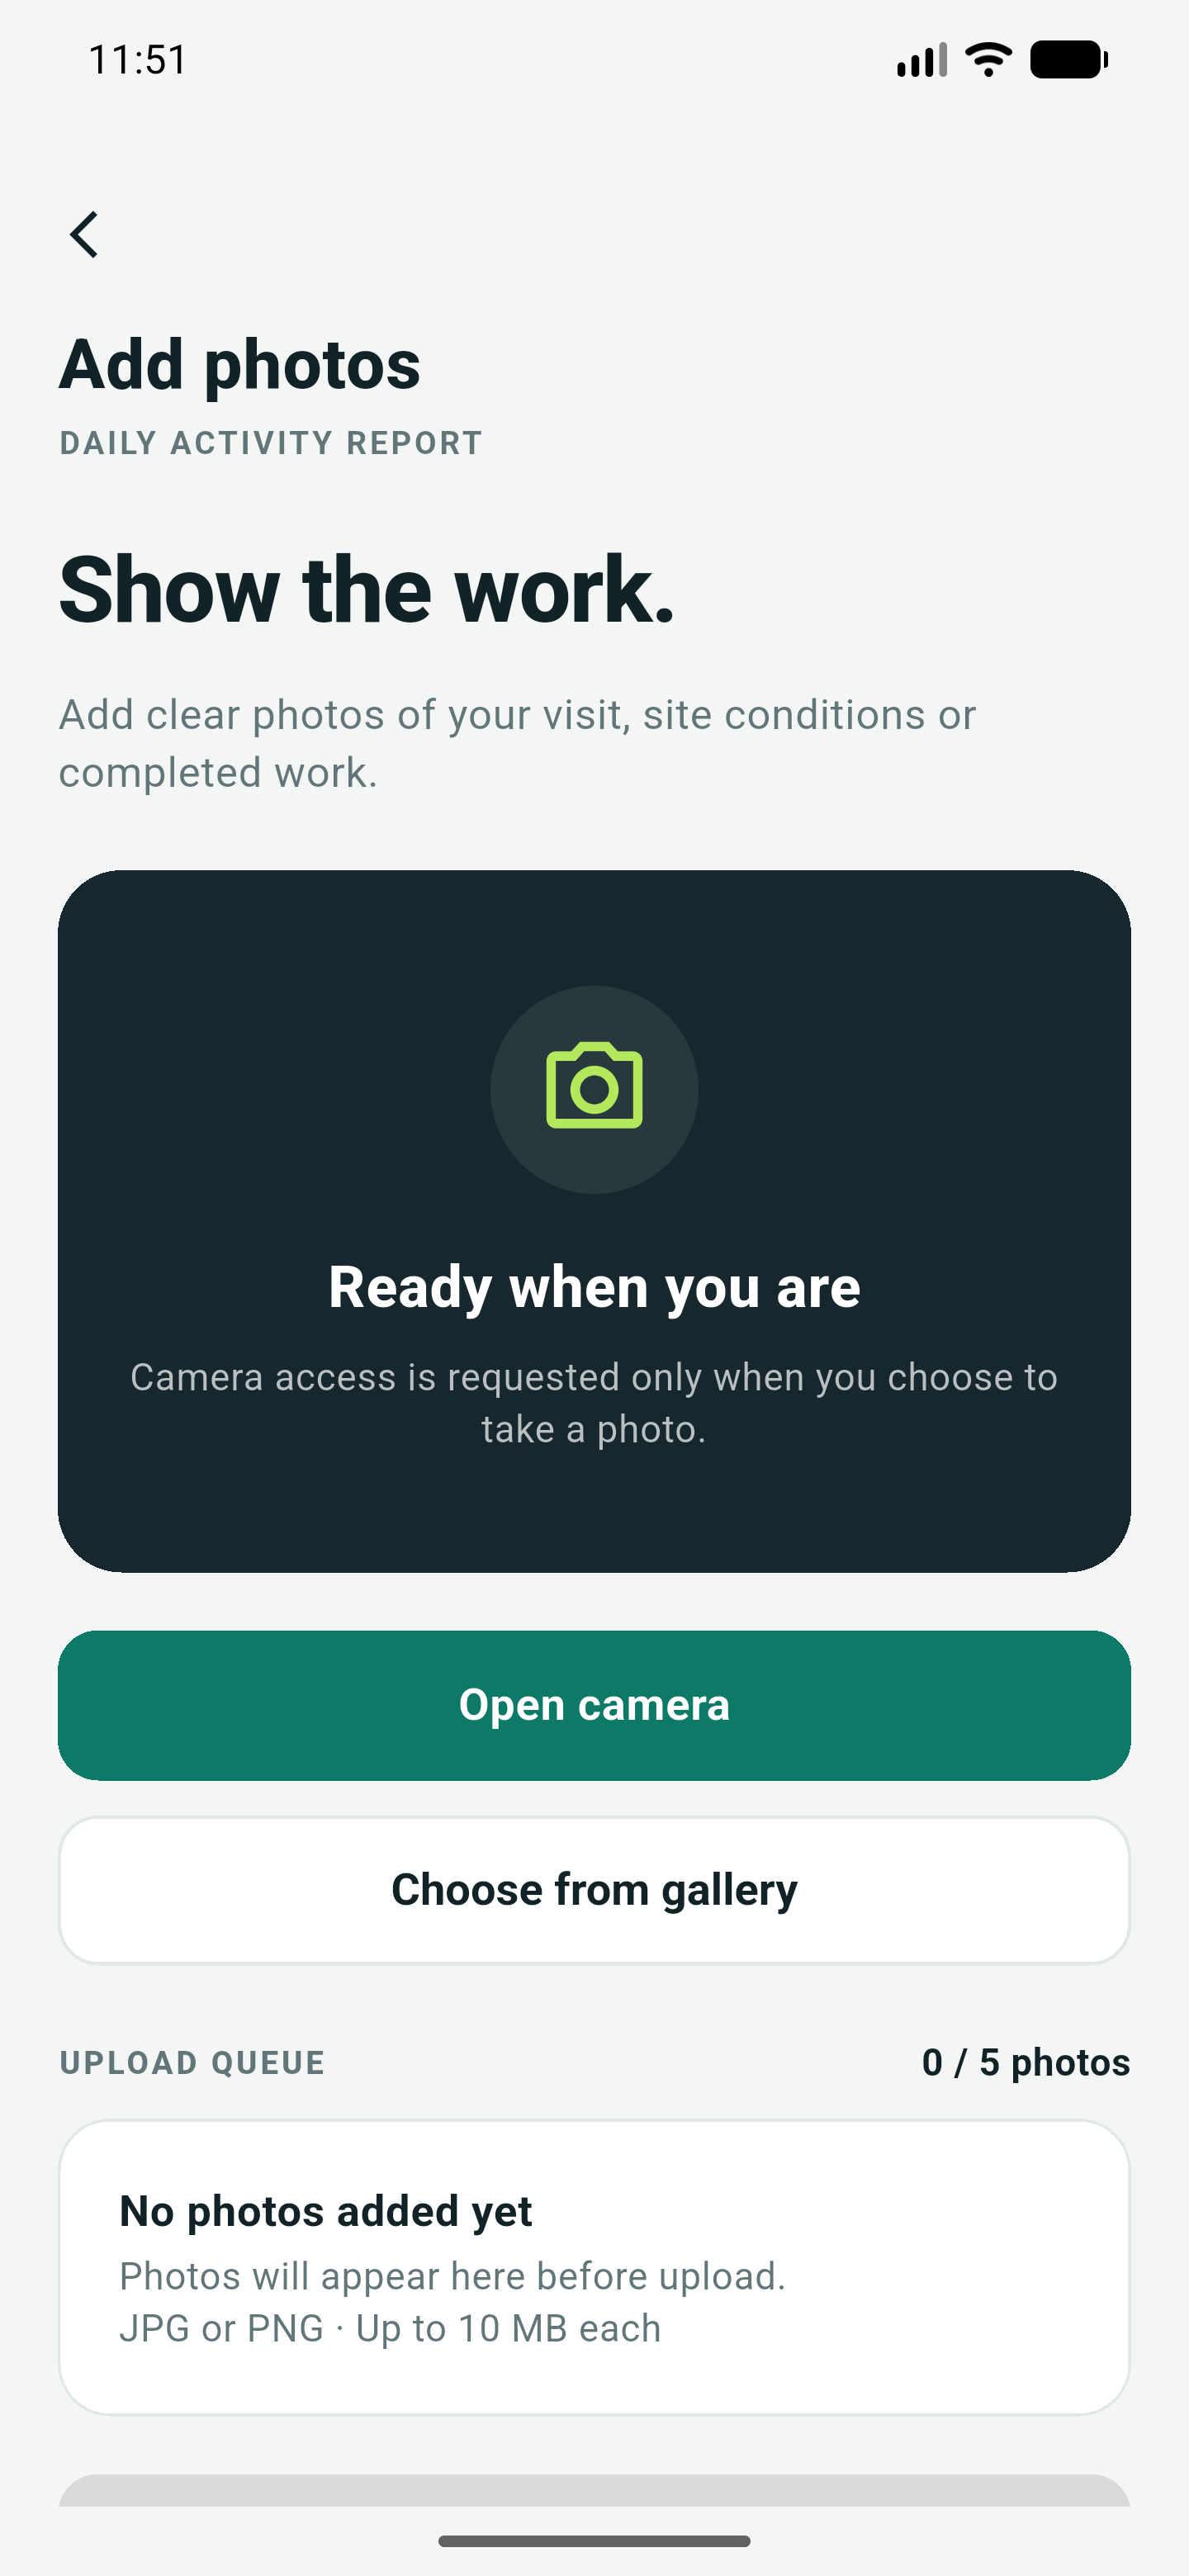 11:51
Add photos
DAILY ACTIVITY REPORT
Show the work.
Add clear photos of your visit, site conditions or
completed work.
Ready when you are
Camera access is requested only when you choose to
take a photo.
Open camera
Choose from gallery
UPLOAD QUEUE
0 / 5 photos
No photos added yet
Photos will appear here before upload.
JPG or PNG · Up to 10 MB each